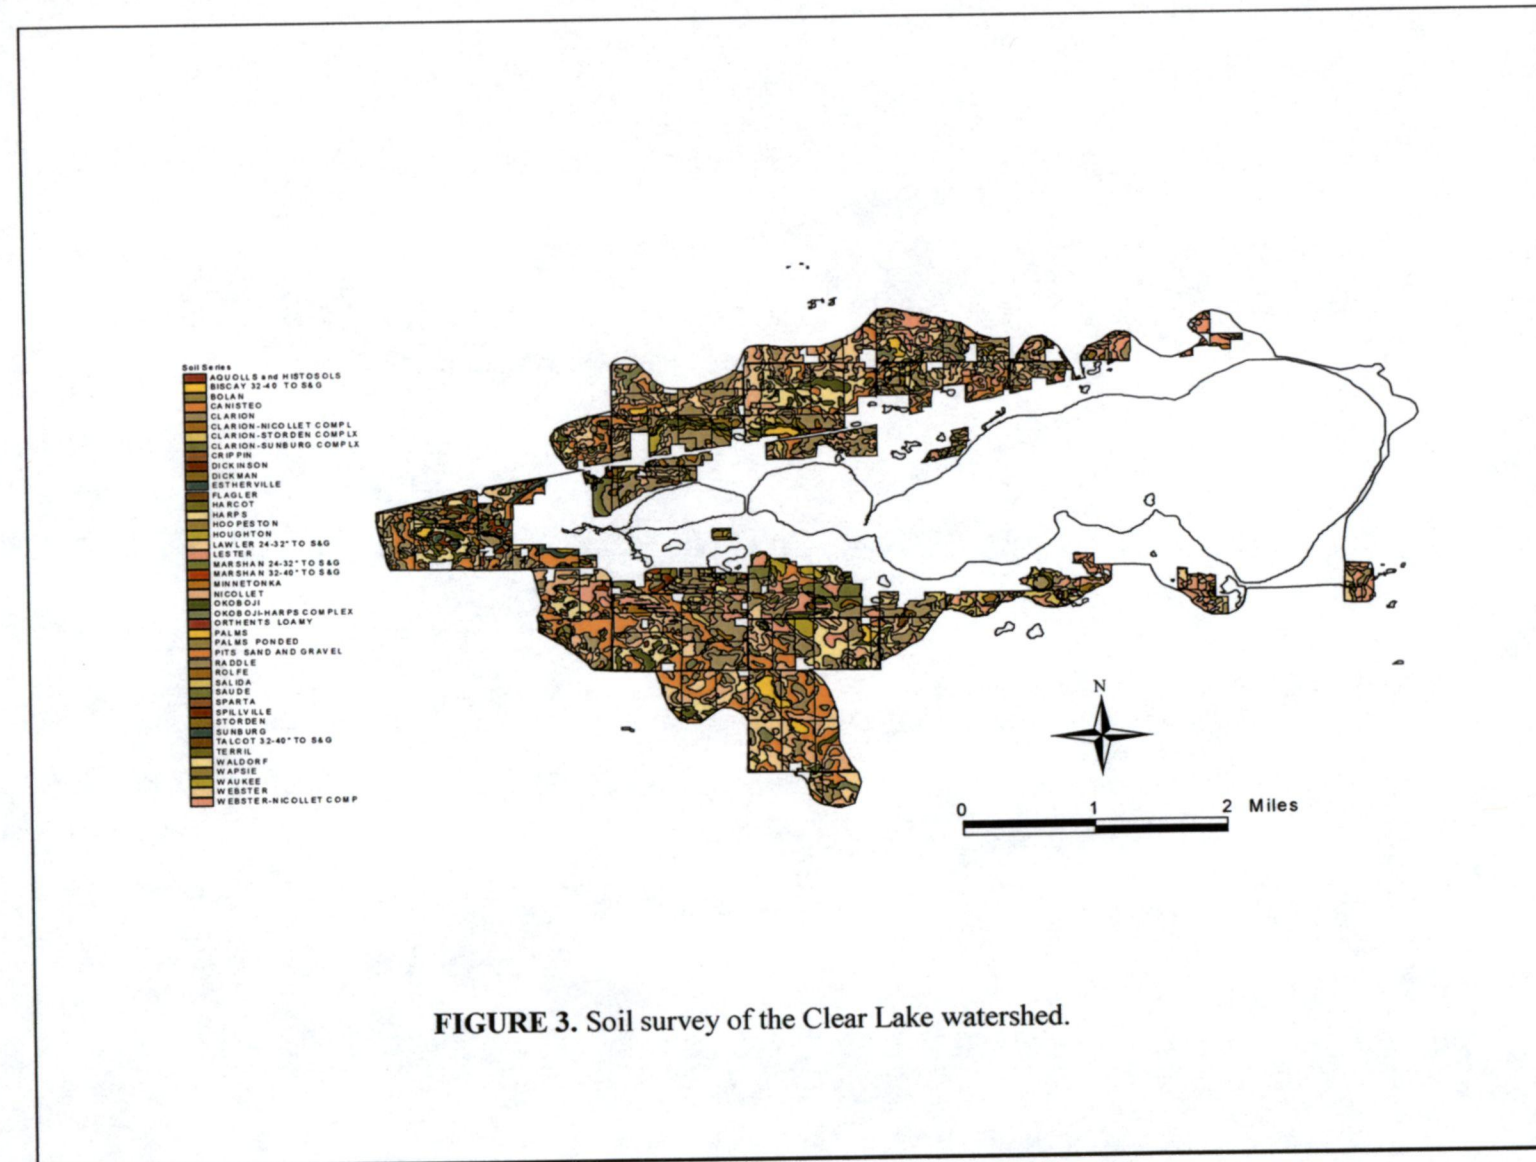 Soil Series
AQUOLLS and HISTOSOLS
BISCAY 32-40 TO S&G
BOLAN
CANISTEO
CLARION
CLARION-NICOLLET COMPL
CLARION-STORDEN COMPLX
CLARION-SUNBURG COMPLX
CRIPPIN
DICKINSON
DICKMAN
ESTHERVILLE
FLAGLER
HARCOT
HARPS
HOOPESTON
HOUGHTON
LAWLER 24-32" TO S&G
LESTER
MARSHAN 24-32" TO S&G
MARSHAN 32-40" TO S&G
MINNETONKA
NICOLLET
OKOBOJI
OKOBOJI-HARPS COMPLEX
ORTHENTS LOAMY
PALMS
PALMS PONDED
PITS SAND AND GRAVEL
RADDLE
ROLFE
SALIDA
SAUDE
SPARTA
SPILLVILLE
STORDEN
SUNBURG
TALCOT 32-40" TO S&G
TERRIL
WALDORF
WAPSIE
WAUKEE
WEBSTER
WEBSTER-NICOLLET COMP
N
0 1 2 Miles
FIGURE 3. Soil survey of the Clear Lake watershed.